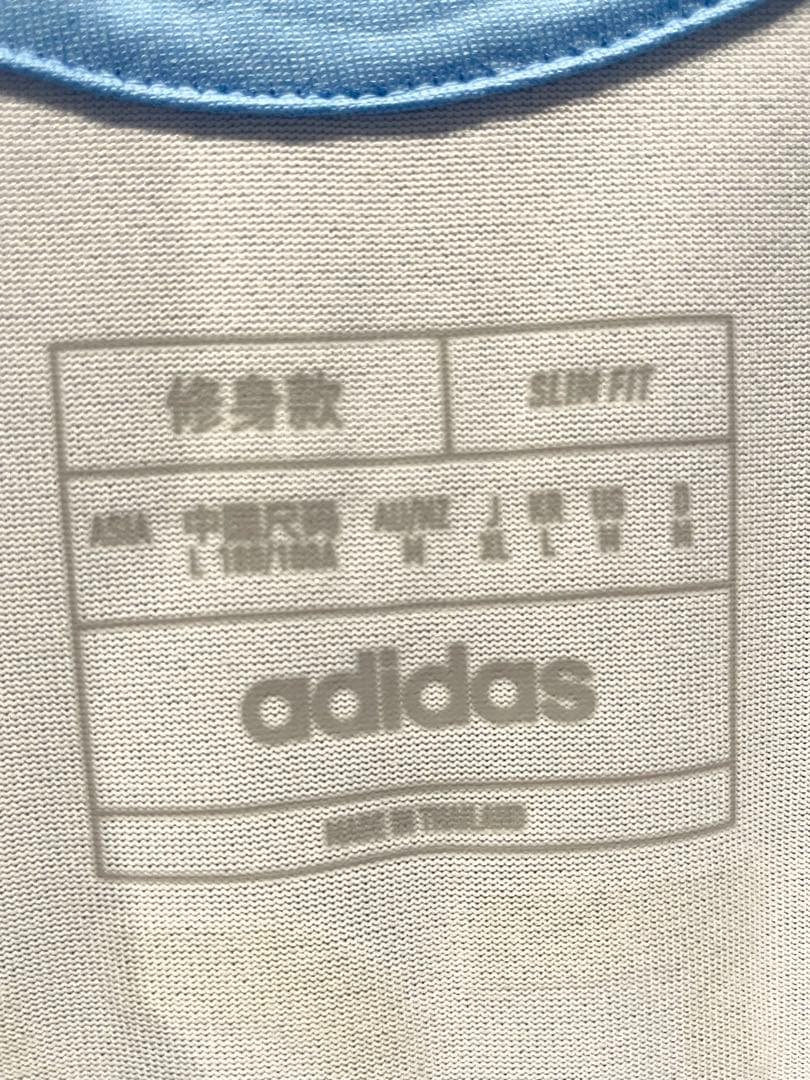 修身款 SLIM FIT
ASIA 中国尺码 AU/NZ J KR US D
L 180/100A M XL L M M
adidas
MADE IN THAILAND